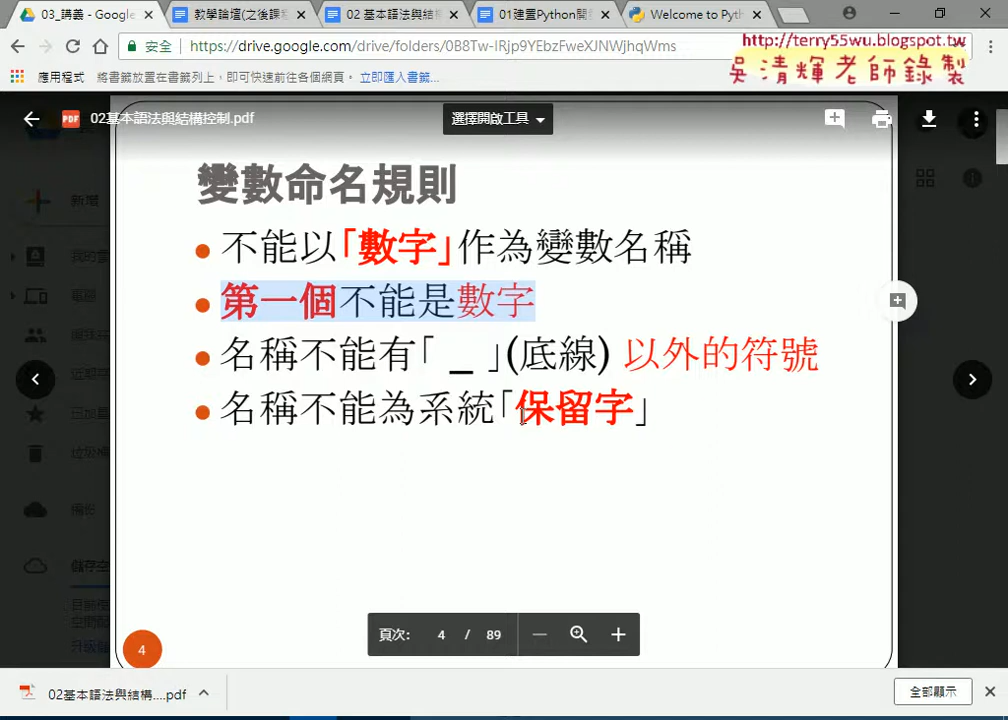 03_講義 - Google
教學論壇(之後課程
02 基本語法與結構
01建置Python開發
Welcome to Pyth
安全
https://drive.google.com/drive/folders/0B8Tw-lRjp9YEbzFweXJNWjhqWms
http://terry55wu.blogspot.tw
吳清輝老師錄製
應用程式
將書籤放置在書籤列上，即可快速前往各個網頁。
立即匯入書籤...
02基本語法與結構控制.pdf
選擇開啟工具
新增
變數命名規則
不能以「數字」作為變數名稱
第一個不能是數字
名稱不能有「 _ 」(底線) 以外的符號
名稱不能為系統「保留字」
備份
4
頁次: 4 / 89
02基本語法與結構....pdf
全部顯示